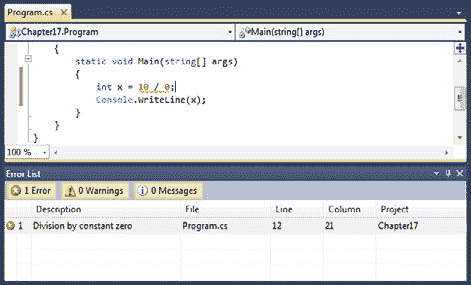 Program.cs ×
Chapter17.Program
Main(string[] args)
{
static void Main(string[] args)
{
int x = 10 / 0;
Console.WriteLine(x);
}
}
}
100 %
Error List
1 Error
0 Warnings
0 Messages
Description File Line Column Project
1 Division by constant zero Program.cs 12 21 Chapter17